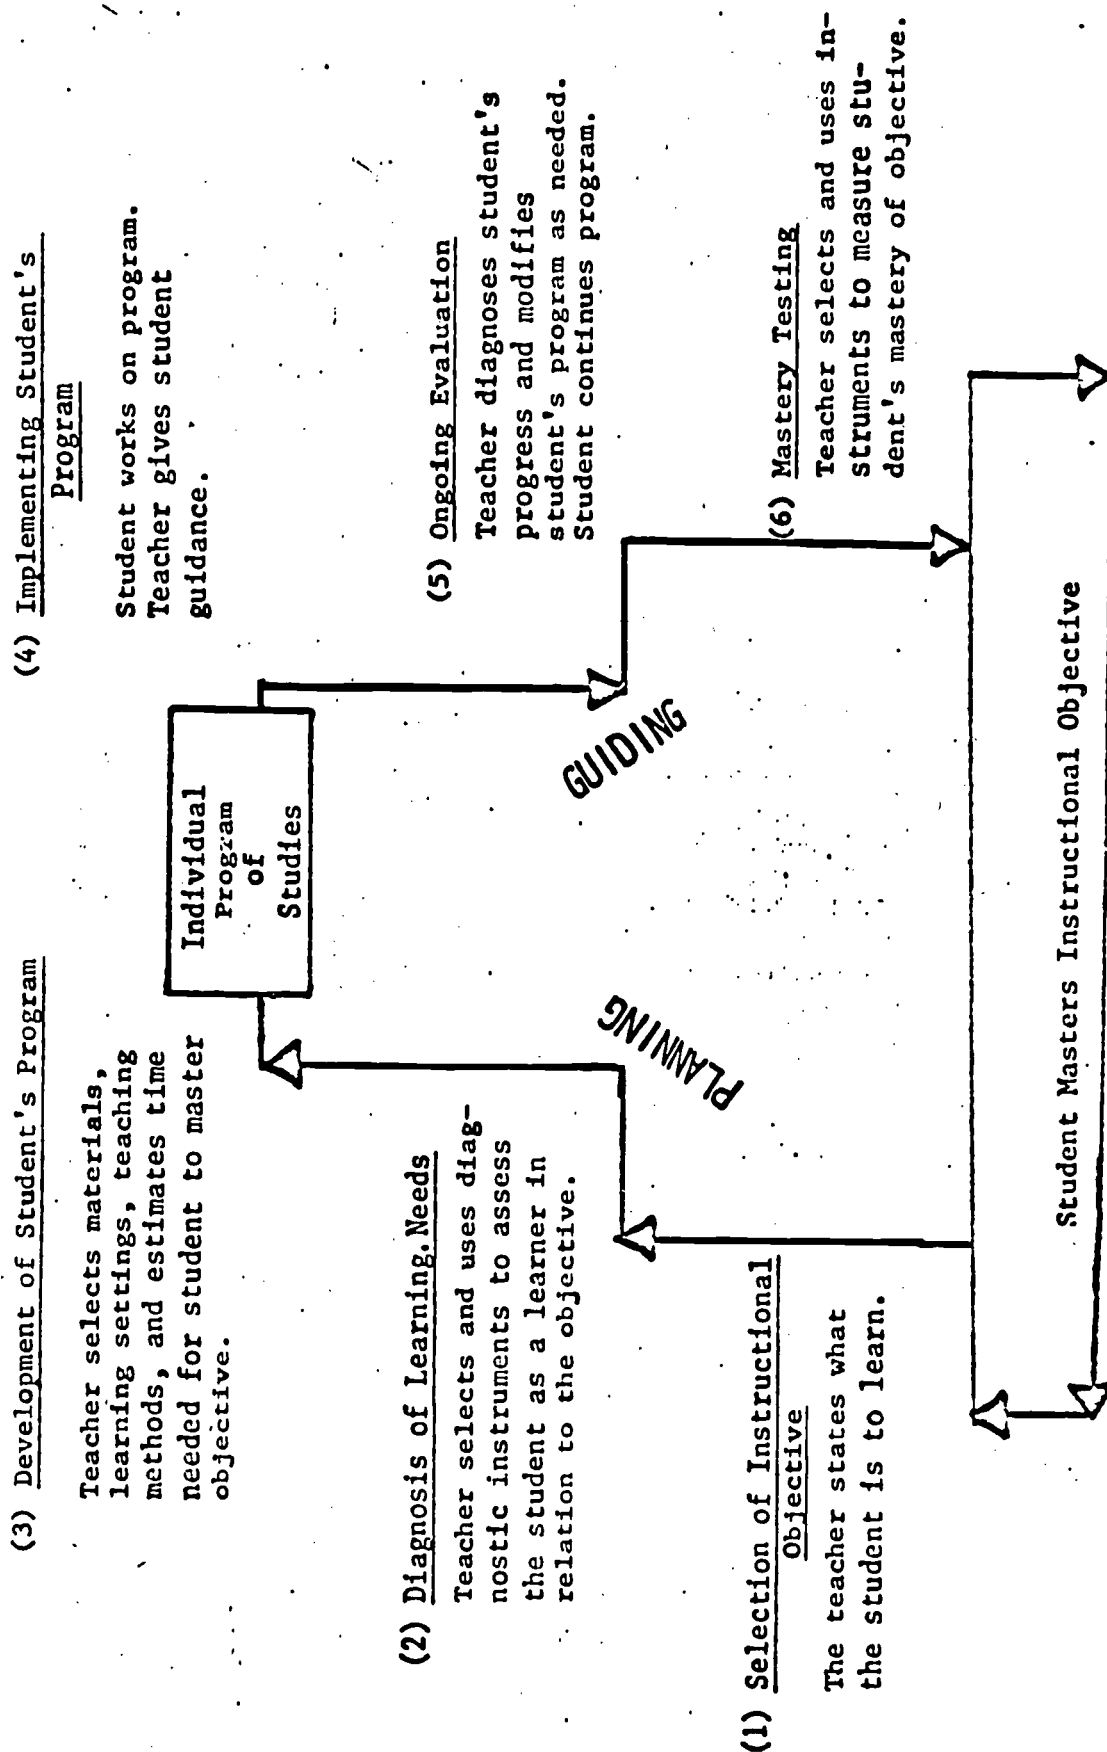 (3) Development of Student's Program
Teacher selects materials,
learning settings, teaching
methods, and estimates time
needed for student to master
objective.
(4) Implementing Student's
Program
Student works on program.
Teacher gives student
guidance.
Individual
Program
of
Studies
(2) Diagnosis of Learning Needs
Teacher selects and uses diag-
nostic instruments to assess
the student as a learner in
relation to the objective.
(5) Ongoing Evaluation
Teacher diagnoses student's
progress and modifies
student's program as needed.
Student continues program.
PLANNING
GUIDING
(1) Selection of Instructional
Objective
The teacher states what
the student is to learn.
(6) Mastery Testing
Teacher selects and uses in-
struments to measure stu-
dent's mastery of objective.
Student Masters Instructional Objective